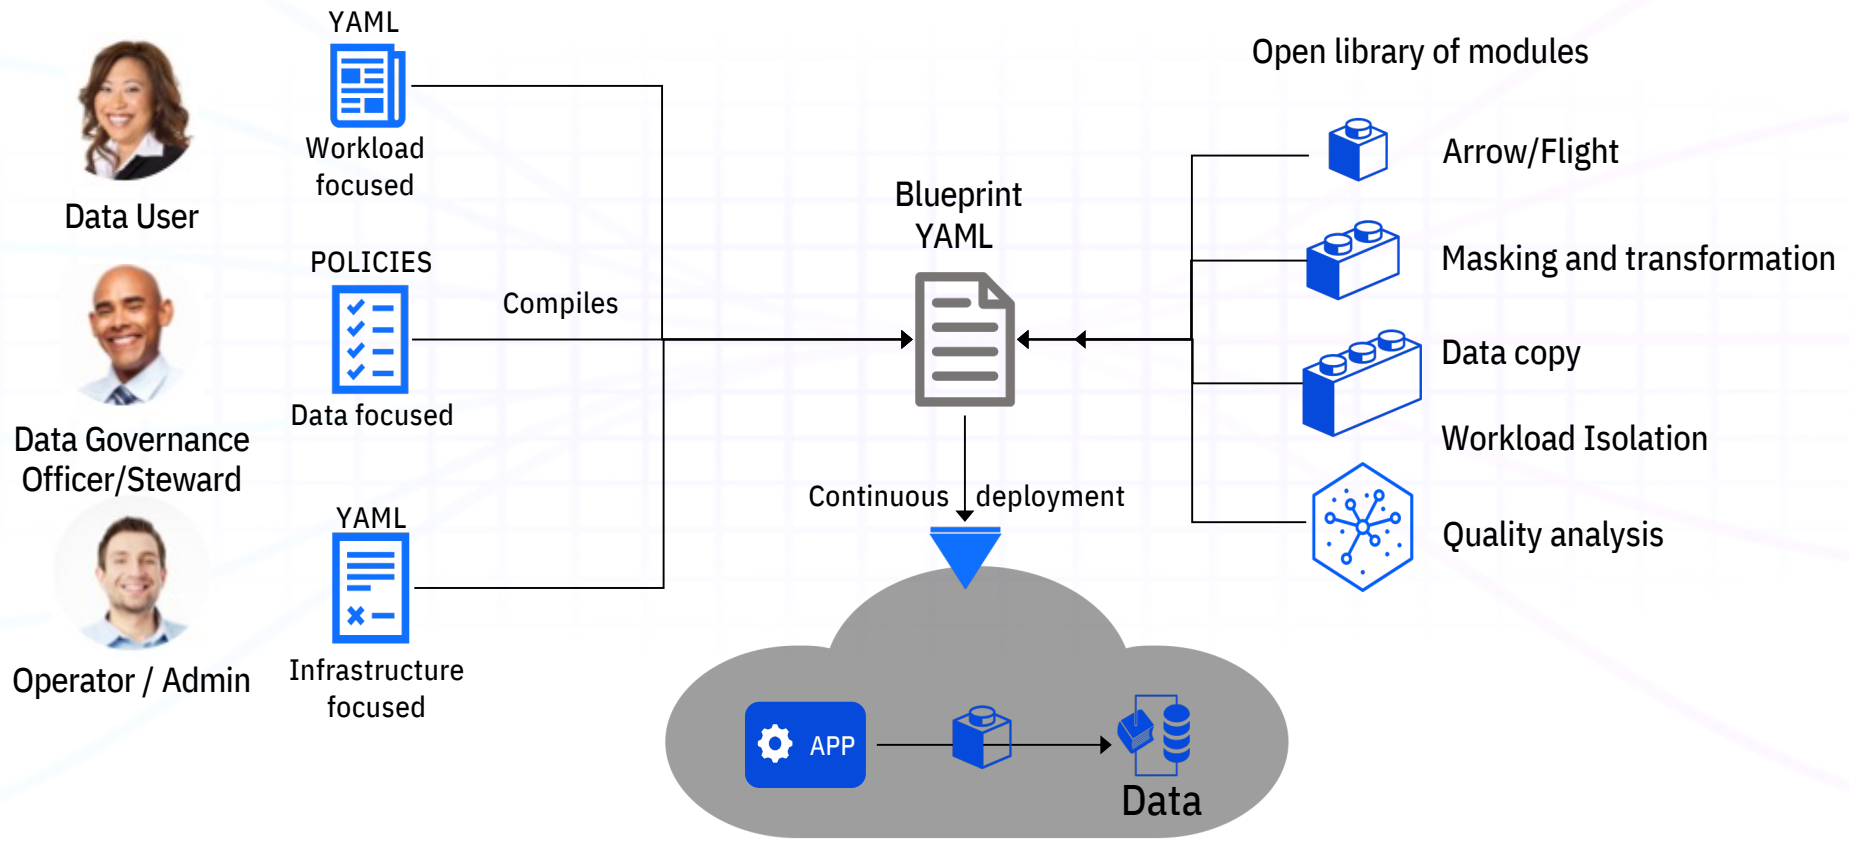 YAML
Workload
focused
Data User
POLICIES
Data focused
Data Governance
Officer/Steward
YAML
Infrastructure
focused
Operator / Admin
Compiles
Blueprint
YAML
Continuous deployment
APP
Data
Open library of modules
Arrow/Flight
Masking and transformation
Data copy
Workload Isolation
Quality analysis